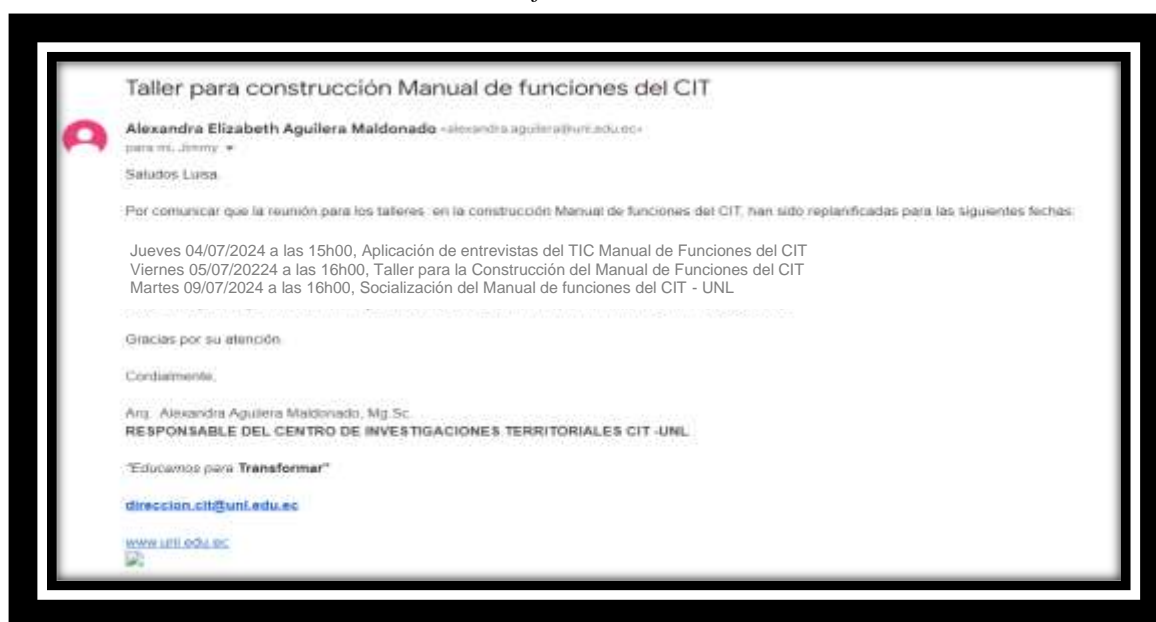 Taller para construcción Manual de funciones del CIT
Alexandra Elizabeth Aguilera Maldonado <alexandra.aguilera@unl.edu.ec>
para mi, Jimmy
Saludos Luisa.
Por comunicar que la reunión para los talleres en la construcción Manual de funciones del CIT, han sido replanificadas para las siguientes fechas:
Jueves 04/07/2024 a las 15h00, Aplicación de entrevistas del TIC Manual de Funciones del CIT
Viernes 05/07/20224 a las 16h00, Taller para la Construcción del Manual de Funciones del CIT
Martes 09/07/2024 a las 16h00, Socialización del Manual de funciones del CIT - UNL
Gracias por su atención.
Cordialmente,
Arq. Alexandra Aguilera Maldonado, Mg.Sc.
RESPONSABLE DEL CENTRO DE INVESTIGACIONES TERRITORIALES CIT -UNL
"Educamos para Transformar"
direccion.cit@unl.edu.ec
www.unl.edu.ec